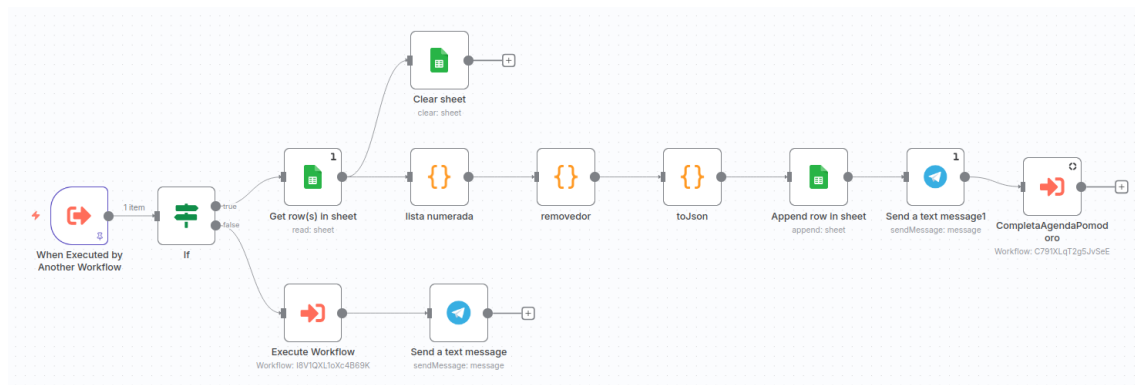 Clear sheet
clear: sheet
1
Get row(s) in sheet
read: sheet
lista numerada
removedor
toJson
Append row in sheet
append: sheet
1
Send a text message1
sendMessage: message
CompletaAgendaPomod
oro
Workflow: C791XLqT2g5JvSeE
1 item
When Executed by
Another Workflow
If
true
false
Execute Workflow
Workflow: I8V1QXL1oXc4B69K
Send a text message
sendMessage: message